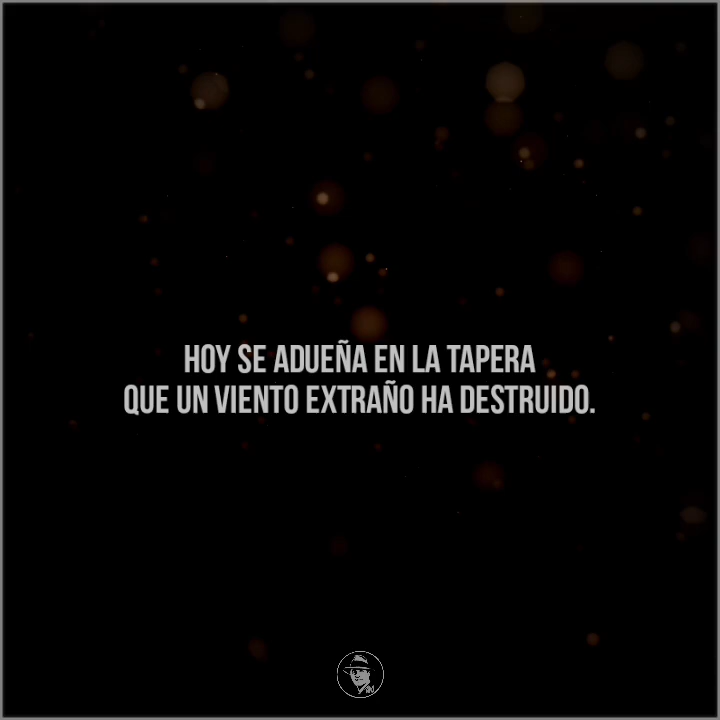 HOY SE ADUEÑA EN LA TAPERA
QUE UN VIENTO EXTRAÑO HA DESTRUIDO.